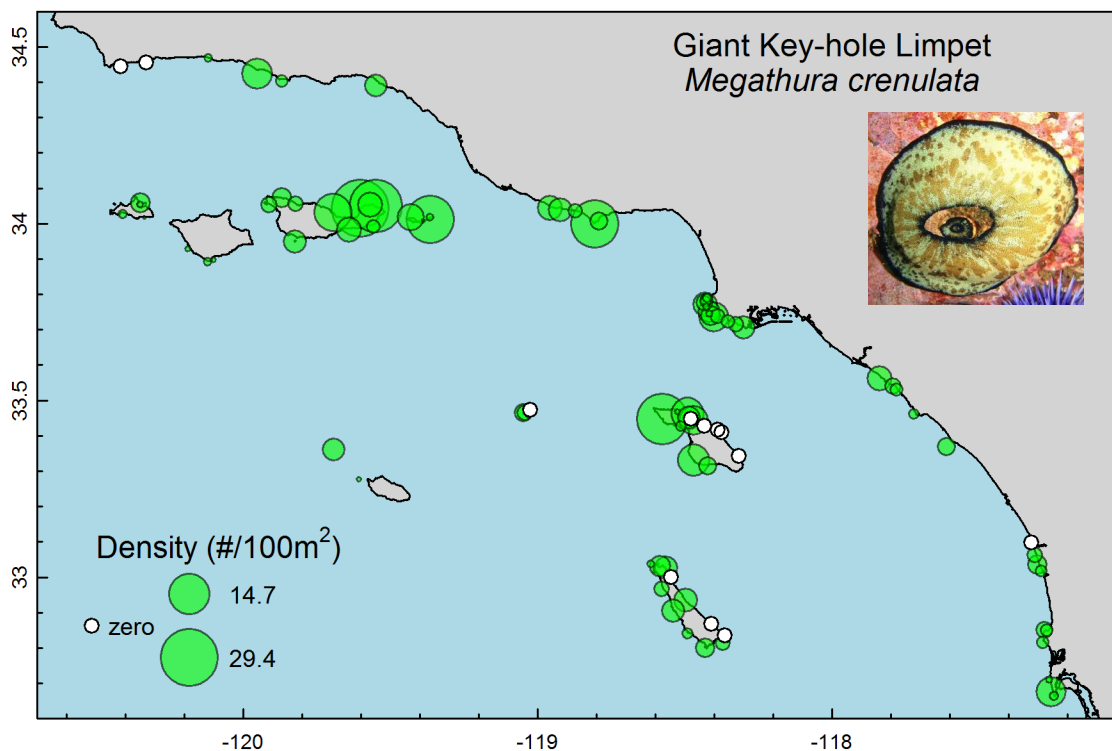 Giant Key-hole Limpet
Megathura crenulata
34.5
34
33.5
33
Density (#/100m²)
14.7
zero
29.4
-120
-119
-118